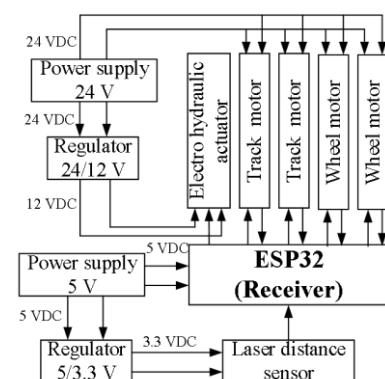 24 VDC
Power supply
24 V
24 VDC
Regulator
24/12 V
12 VDC
Electro hydraulic
actuator
Track motor
Track motor
Wheel motor
Wheel motor
5 VDC
Power supply
5 V
ESP32
(Receiver)
5 VDC
3.3 VDC
Regulator
5/3.3 V
Laser distance
sensor